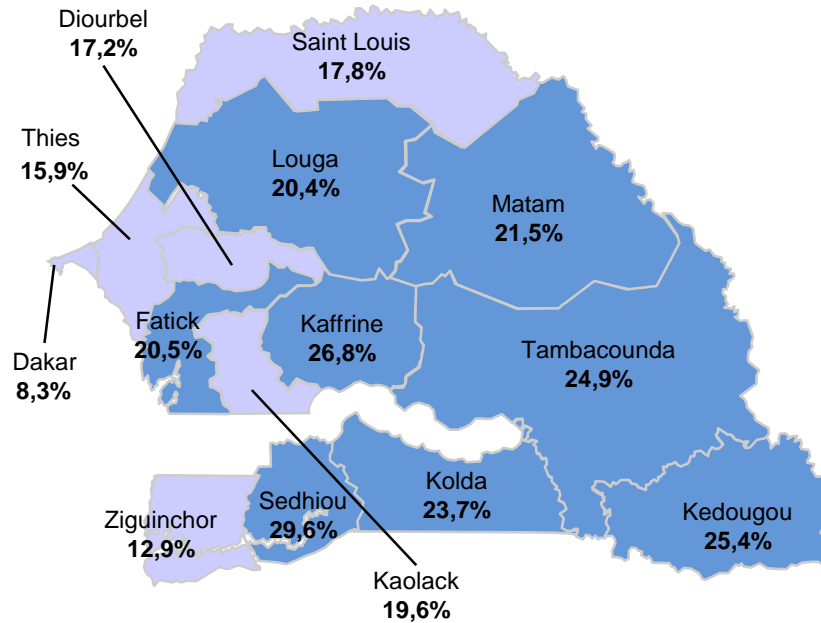 Diourbel
17,2%
Saint Louis
17,8%
Thies
15,9%
Louga
20,4%
Matam
21,5%
Fatick
20,5%
Kaffrine
26,8%
Tambacounda
24,9%
Dakar
8,3%
Kolda
23,7%
Sedhiou
29,6%
Ziguinchor
12,9%
Kedougou
25,4%
Kaolack
19,6%